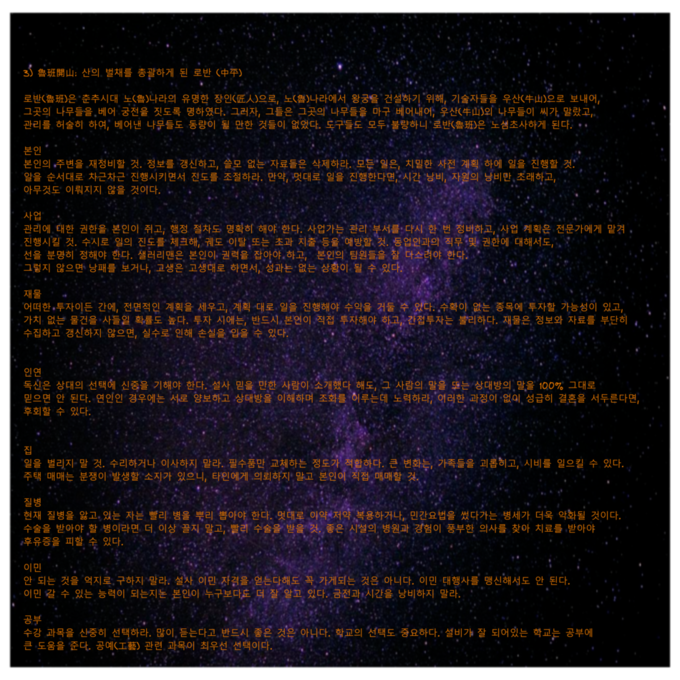 3) 魯班開山: 산의 벌채를 총괄하게 된 로반 (中平)
로반(魯班)은 춘추시대 노(魯)나라의 유명한 장인(匠人)으로, 노(魯)나라에서 왕궁을 건설하기 위해, 기술자들을 우산(牛山)으로 보내어,
그곳의 나무들을 베어 궁전을 짓도록 명하였다. 그러자, 그들은 그곳의 나무들을 마구 베어내어, 우산(牛山)의 나무들이 씨가 말랐고,
관리를 허술히 하여, 베어낸 나무들도 동량이 될 만한 것들이 없었다. 도구들도 모두 불탕하니 로반(魯班)은 노심초사하게 된다.
본인
본인의 주변을 재정비할 것. 정보를 갱신하고, 쓸모 없는 자료들은 삭제하라. 모든 일은, 치밀한 사전 계획 하에 일을 진행할 것.
일을 순서대로 차근차근 진행시키면서 진도를 조절하라. 만약, 멋대로 일을 진행한다면, 시간 낭비, 자원의 낭비만 초래하고,
아무것도 이뤄지지 않을 것이다.
사업
관리에 대한 권한을 본인이 쥐고, 행정 절차도 명확히 해야 한다. 사업가는 관리 부서를 다시 한 번 정비하고, 사업 계획은 전문가에게 맡겨
진행시킬 것. 수시로 일의 진도를 체크해, 궤도 이탈 또는 초과 지출 등을 예방할 것. 동업인과의 직무 및 권한에 대해서도,
선을 분명히 정해야 한다. 샐러리맨은 본인이 권력을 잡아야 하고, 본인의 팀원들을 잘 다스려야 한다.
그렇지 않으면 낭패를 보거나, 고생은 고생대로 하면서, 성과는 없는 상황이 될 수 있다.
재물
어떠한 투자이든 간에, 전면적인 계획을 세우고, 계획 대로 일을 진행해야 수익을 거둘 수 있다. 수확이 없는 종목에 투자할 가능성이 있고,
가치 없는 물건을 사들일 확률도 높다. 투자 시에는, 반드시 본인이 직접 투자해야 하고, 간접투자는 불리하다. 재물은 정보와 자료를 부단히
수집하고 갱신하지 않으면, 실수로 인해 손실을 입을 수 있다.
인연
독신은 상대의 선택에 신중을 기해야 한다. 설사 믿을 만한 사람이 소개했다 해도, 그 사람의 말을 또는 상대방의 말을 100% 그대로
믿으면 안 된다. 연인인 경우에는 서로 양보하고 상대방을 이해하며 조화를 이루는데 노력하라, 이러한 과정이 없이 성급히 결혼을 서두른다면,
후회할 수 있다.
집
일을 벌리지 말 것. 수리하거나 이사하지 말라. 필수품만 교체하는 정도가 적합하다. 큰 변화는, 가족들을 괴롭히고, 시비를 일으킬 수 있다.
주택 매매는 분쟁이 발생할 소지가 있으니, 타인에게 의뢰하지 말고 본인이 직접 매매할 것.
질병
현재 질병을 앓고 있는 자는 빨리 병을 뿌리 뽑아야 한다. 멋대로 이약 저약 복용하거나, 민간요법을 썼다가는 병세가 더욱 악화될 것이다.
수술을 받아야 할 병이라면 더 이상 끌지 말고, 빨리 수술을 받을 것. 좋은 시설의 병원과 경험이 풍부한 의사를 찾아 치료를 받아야
후유증을 피할 수 있다.
이민
안 되는 것을 억지로 구하지 말라. 설사 이민 자격을 얻는다해도 꼭 가게되는 것은 아니다. 이민 대행사를 맹신해서도 안 된다.
이민 갈 수 있는 능력이 되는지는 본인이 누구보다도 더 잘 알고 있다. 금전과 시간을 낭비하지 말라.
공부
수강 과목을 신중히 선택하라. 많이 듣는다고 반드시 좋은 것은 아니다. 학교의 선택도 중요하다. 설비가 잘 되어있는 학교는 공부에
큰 도움을 준다. 공예(工藝) 관련 과목이 최우선 선택이다.